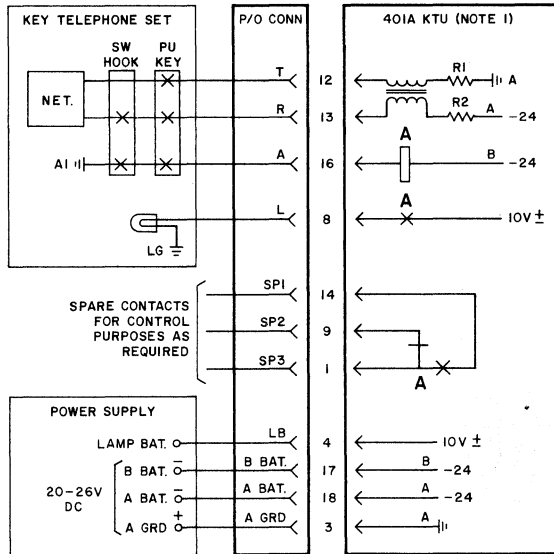 KEY TELEPHONE SET
P/O CONN
401A KTU (NOTE 1)
SW HOOK
PU KEY
NET.
T
12
R1
A
R
13
R2
A
-24
A1
A
16
A
B
-24
L
8
A
10V ±
LG
SPARE CONTACTS
FOR CONTROL
PURPOSES AS
REQUIRED
SP1
14
SP2
9
SP3
1
A
POWER SUPPLY
LAMP BAT.
LB
4
10V ±
20-26V
DC
B BAT. −
B BAT.
17
B
-24
A BAT. −
A BAT.
18
A
-24
A GRD +
A GRD
3
A